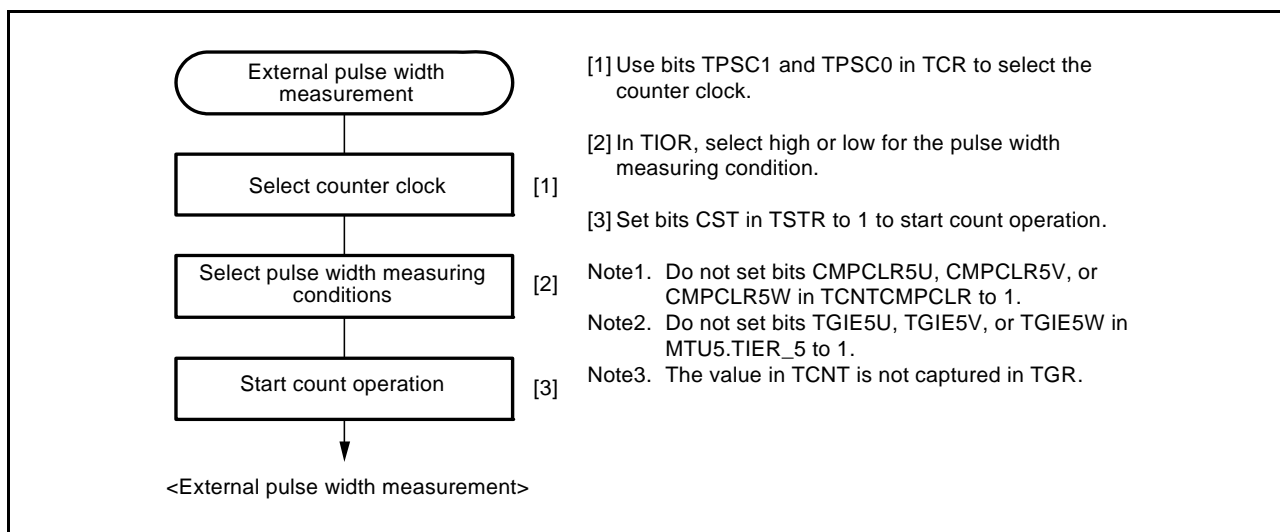 External pulse width
measurement
Select counter clock
[1]
Select pulse width measuring
conditions
[2]
Start count operation
[3]
<External pulse width measurement>
[1] Use bits TPSC1 and TPSC0 in TCR to select the
counter clock.
[2] In TIOR, select high or low for the pulse width
measuring condition.
[3] Set bits CST in TSTR to 1 to start count operation.
Note1. Do not set bits CMPCLR5U, CMPCLR5V, or
CMPCLR5W in TCNTCMPCLR to 1.
Note2. Do not set bits TGIE5U, TGIE5V, or TGIE5W in
MTU5.TIER_5 to 1.
Note3. The value in TCNT is not captured in TGR.